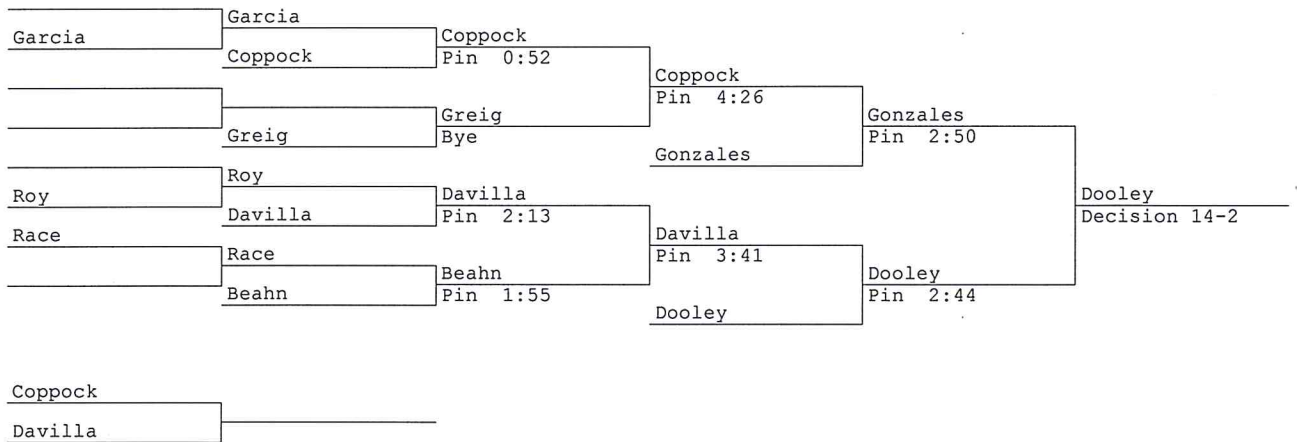 Garcia
Garcia
Coppock
Coppock
Pin 0:52
Greig
Greig
Bye
Coppock
Pin 4:26
Gonzales
Gonzales
Pin 2:50
Roy
Roy
Davilla
Davilla
Pin 2:13
Race
Race
Beahn
Beahn
Pin 1:55
Davilla
Pin 3:41
Dooley
Dooley
Pin 2:44
Dooley
Decision 14-2
Coppock
Davilla